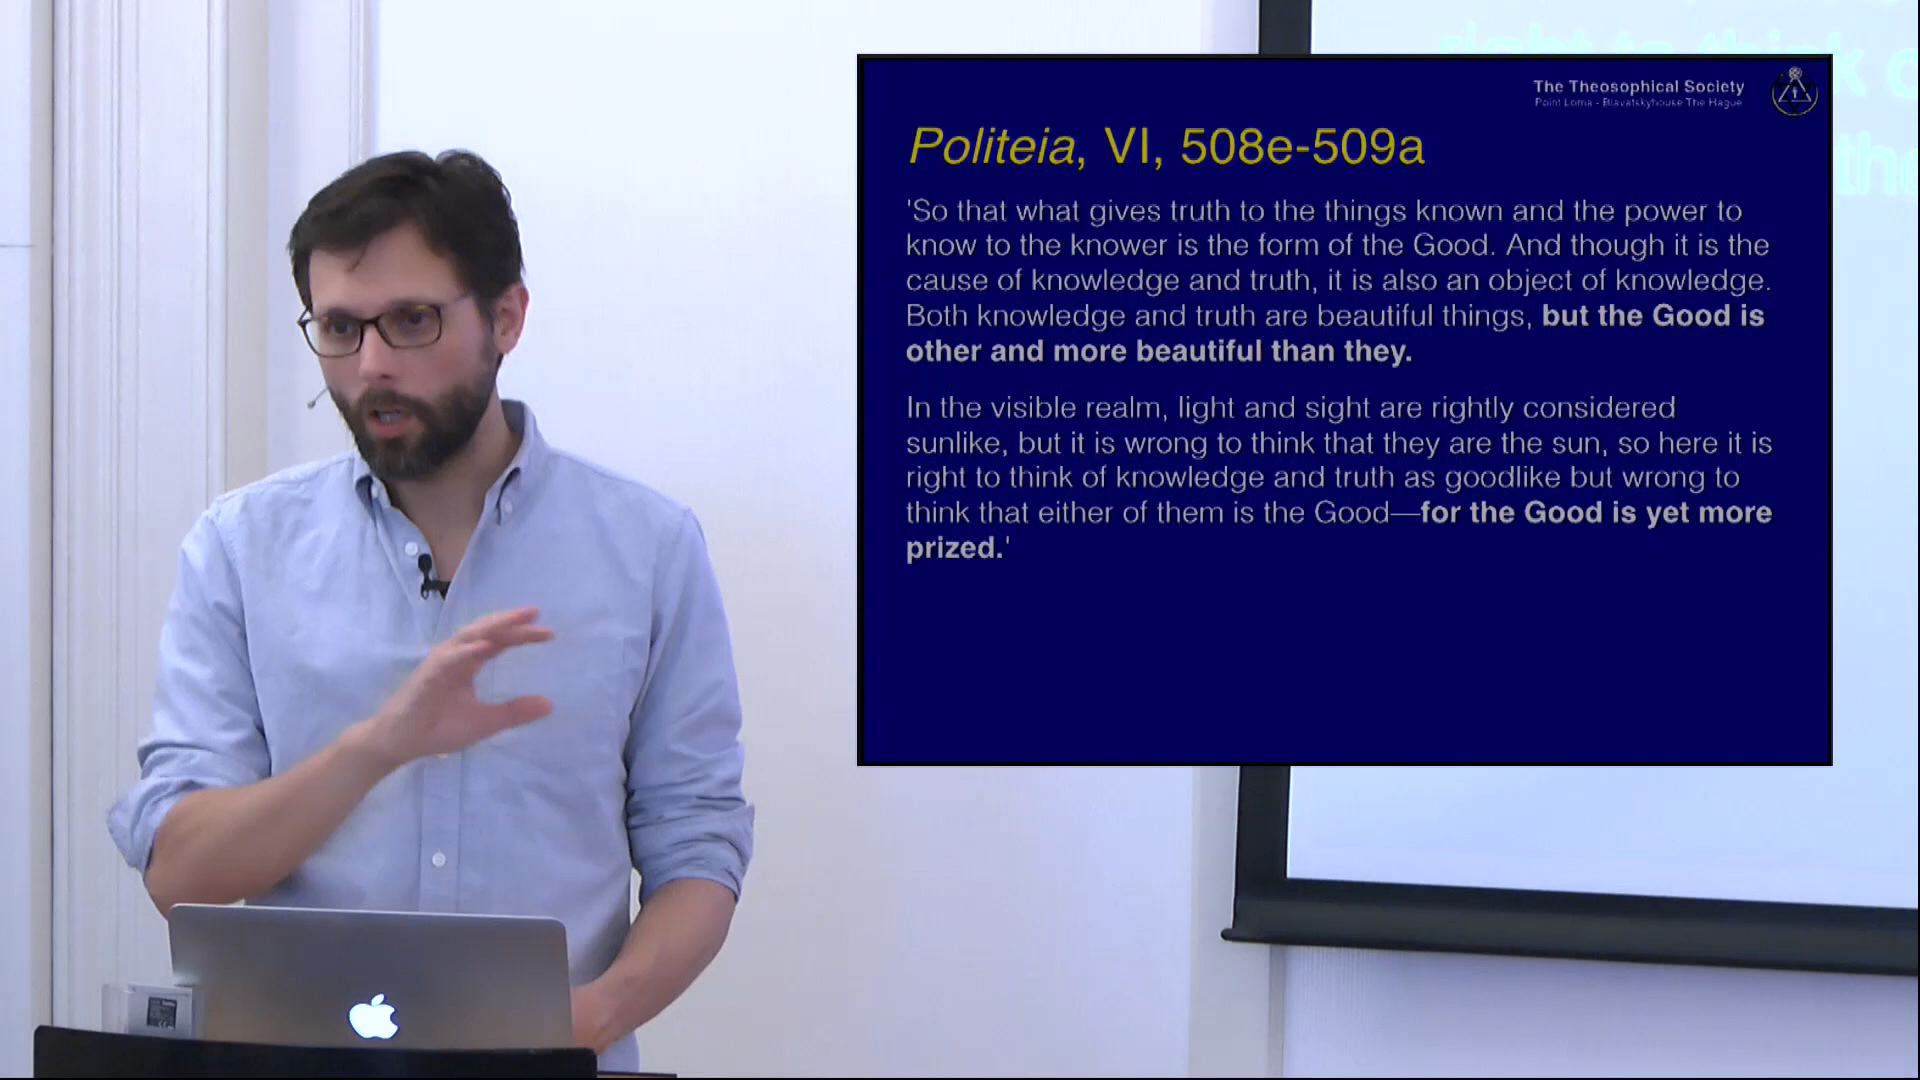 The Theosophical Society
Point Loma - Blavatskyhouse The Hague
Politeia, VI, 508e-509a
'So that what gives truth to the things known and the power to
know to the knower is the form of the Good. And though it is the
cause of knowledge and truth, it is also an object of knowledge.
Both knowledge and truth are beautiful things, but the Good is
other and more beautiful than they.
In the visible realm, light and sight are rightly considered
sunlike, but it is wrong to think that they are the sun, so here it is
right to think of knowledge and truth as goodlike but wrong to
think that either of them is the Good—for the Good is yet more
prized.'
right to think